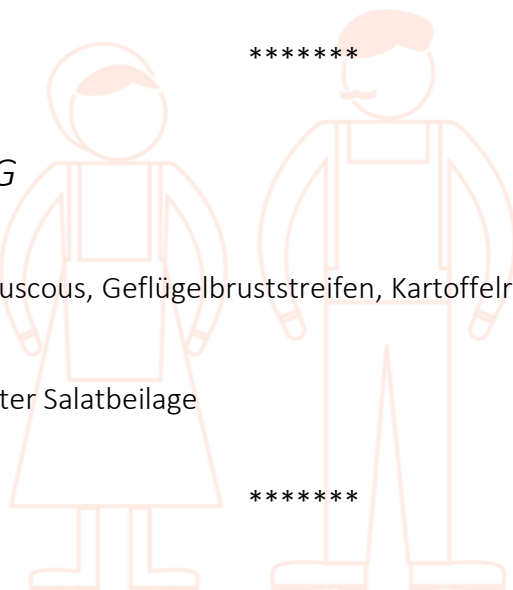 *******
G
uscous, Geflügelbruststreifen, Kartoffelr
ter Salatbeilage
*******